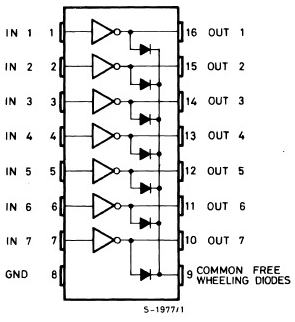 IN 1 1 16 OUT 1
IN 2 2 15 OUT 2
IN 3 3 14 OUT 3
IN 4 4 13 OUT 4
IN 5 5 12 OUT 5
IN 6 6 11 OUT 6
IN 7 7 10 OUT 7
GND 8 9 COMMON FREE
WHEELING DIODES
S-1977/1